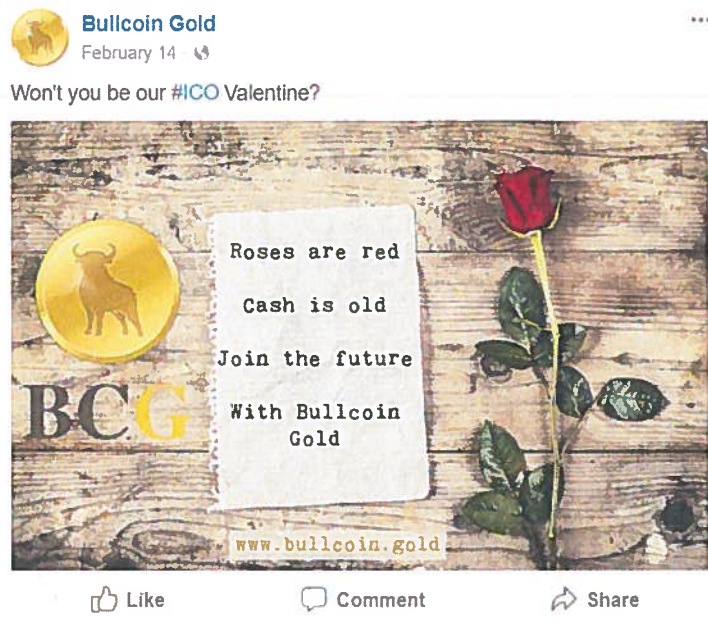 Bullcoin Gold
February 14
Won't you be our #ICO Valentine?
Roses are red
Cash is old
Join the future
With Bullcoin
Gold
BCG
www.bullcoin.gold
Like Comment Share